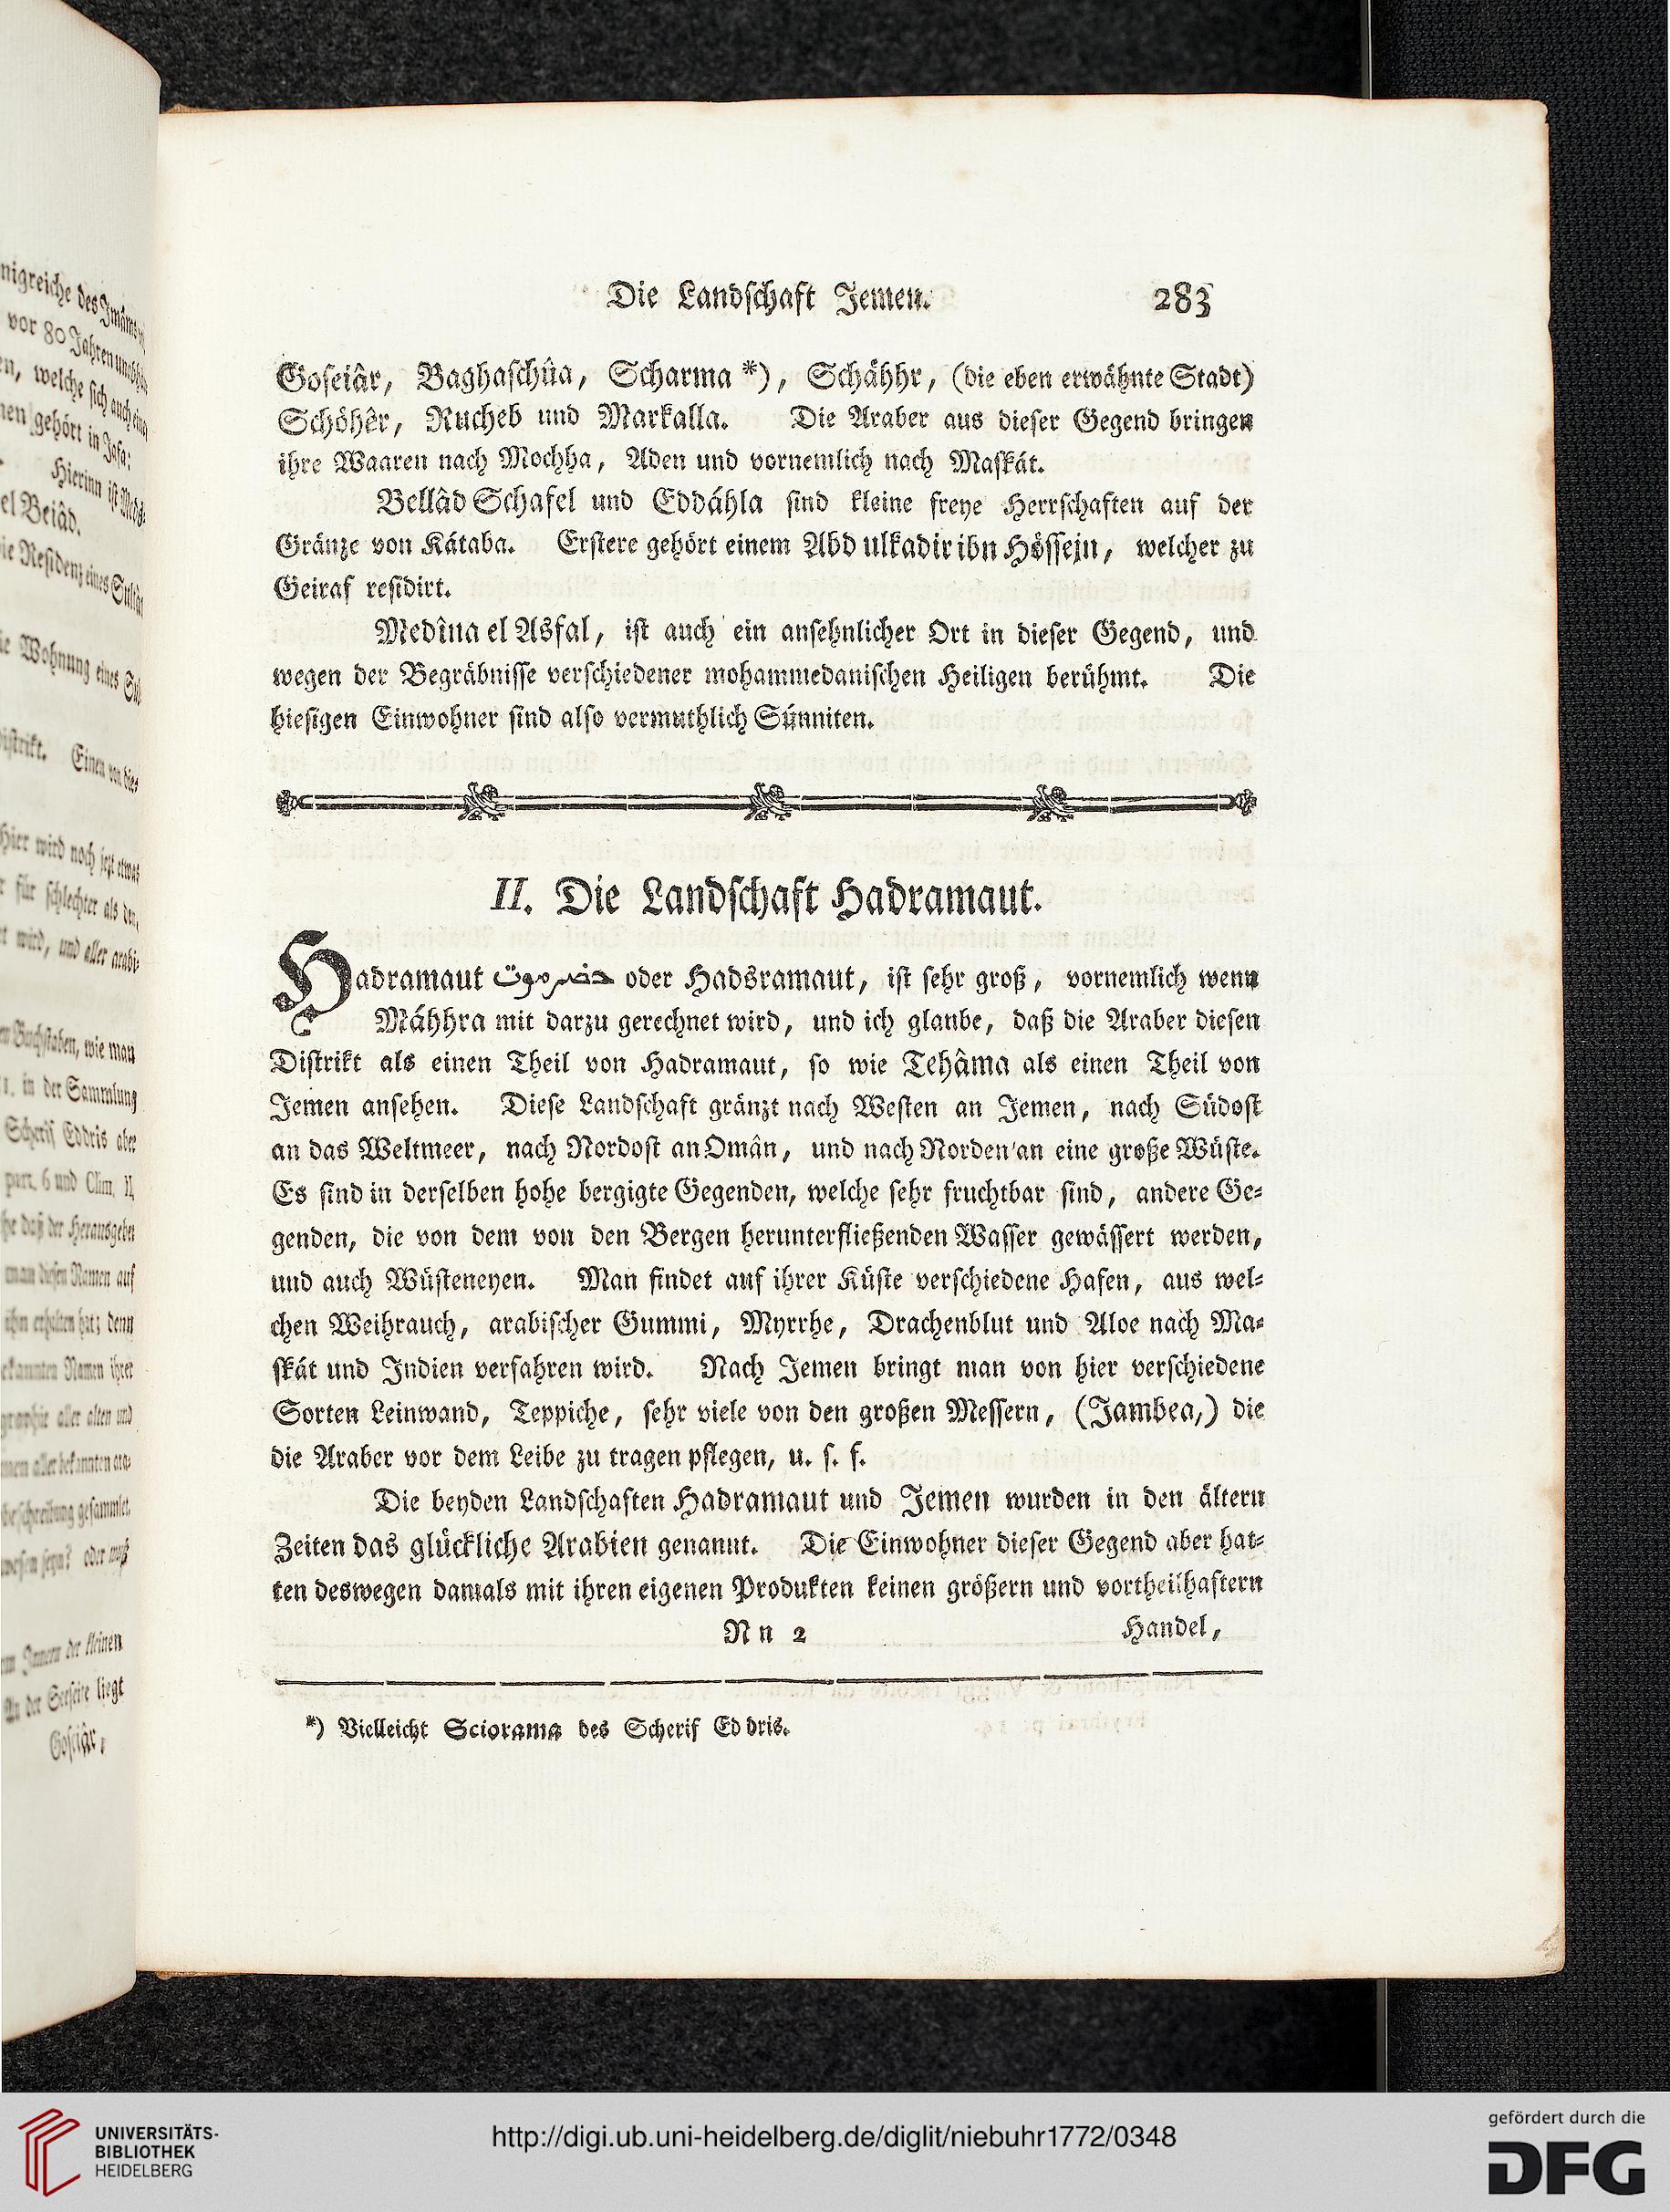 Die Landschaft Jemen. 283
Goseiâr, Baghaschûa, Scharma *), Schähhr, (die eben erwähnte Stadt)
Schöhêr, Rucheb und Markalla. Die Araber aus dieser Gegend bringen
ihre Waaren nach Mochha, Aden und vornemlich nach Maskát.
Bellâd Schafel und Eddáhla sind kleine freye Herrschaften auf der
Gränze von Kátaba. Erstere gehört einem Abd ulkadir ibn Hössejn, welcher zu
Geiraf residirt.
Medîna el Asfal, ist auch ein ansehnlicher Ort in dieser Gegend, und
wegen der Begräbnisse verschiedener mohammedanischen Heiligen berühmt. Die
hiesigen Einwohner sind also vermuthlich Súnniten.
II. Die Landschaft Hadramaut.
Hadramaut حضرموت oder Hadsramaut, ist sehr groß, vornemlich wenn
Máhhra mit darzu gerechnet wird, und ich glaube, daß die Araber diesen
Distrikt als einen Theil von Hadramaut, so wie Tehâma als einen Theil von
Jemen ansehen. Diese Landschaft gränzt nach Westen an Jemen, nach Südost
an das Weltmeer, nach Nordost an Omân, und nach Norden an eine große Wüste.
Es sind in derselben hohe bergigte Gegenden, welche sehr fruchtbar sind, andere Ge-
genden, die von dem von den Bergen herunterfließenden Wasser gewässert werden,
und auch Wüsteneyen. Man findet auf ihrer Küste verschiedene Hafen, aus wel-
chen Weihrauch, arabischer Gummi, Myrrhe, Drachenblut und Aloe nach Ma-
skát und Indien verfahren wird. Nach Jemen bringt man von hier verschiedene
Sorten Leinwand, Teppiche, sehr viele von den großen Messern, (Jambea,) die
die Araber vor dem Leibe zu tragen pflegen, u. s. f.
Die beyden Landschaften Hadramaut und Jemen wurden in den ältern
Zeiten das glückliche Arabien genannt. Die Einwohner dieser Gegend aber hat-
ten deswegen damals mit ihren eigenen Produkten keinen größern und vortheilhaftern
Nn 2 Handel,
*) Vielleicht Sciorama des Scherif Ed dris.
UNIVERSITÄTS-
BIBLIOTHEK
HEIDELBERG
http://digi.ub.uni-heidelberg.de/diglit/niebuhr1772/0348
gefördert durch die
DFG